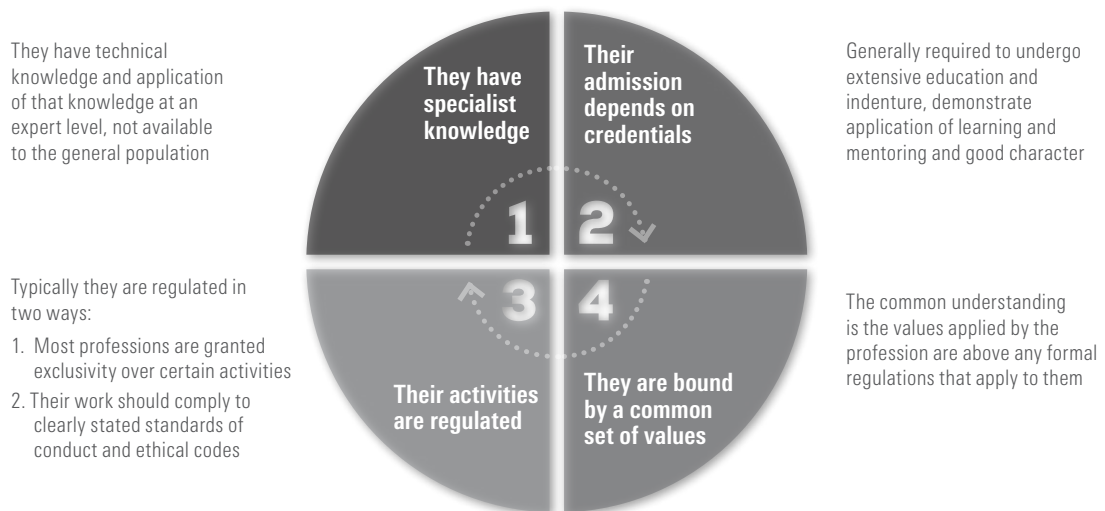 They have technical
knowledge and application
of that knowledge at an
expert level, not available
to the general population
They have
specialist
knowledge
1
Their
admission
depends on
credentials
2
Generally required to undergo
extensive education and
indenture, demonstrate
application of learning and
mentoring and good character
Typically they are regulated in
two ways:
1. Most professions are granted
exclusivity over certain activities
2. Their work should comply to
clearly stated standards of
conduct and ethical codes
3
Their activities
are regulated
4
They are bound
by a common
set of values
The common understanding
is the values applied by the
profession are above any formal
regulations that apply to them